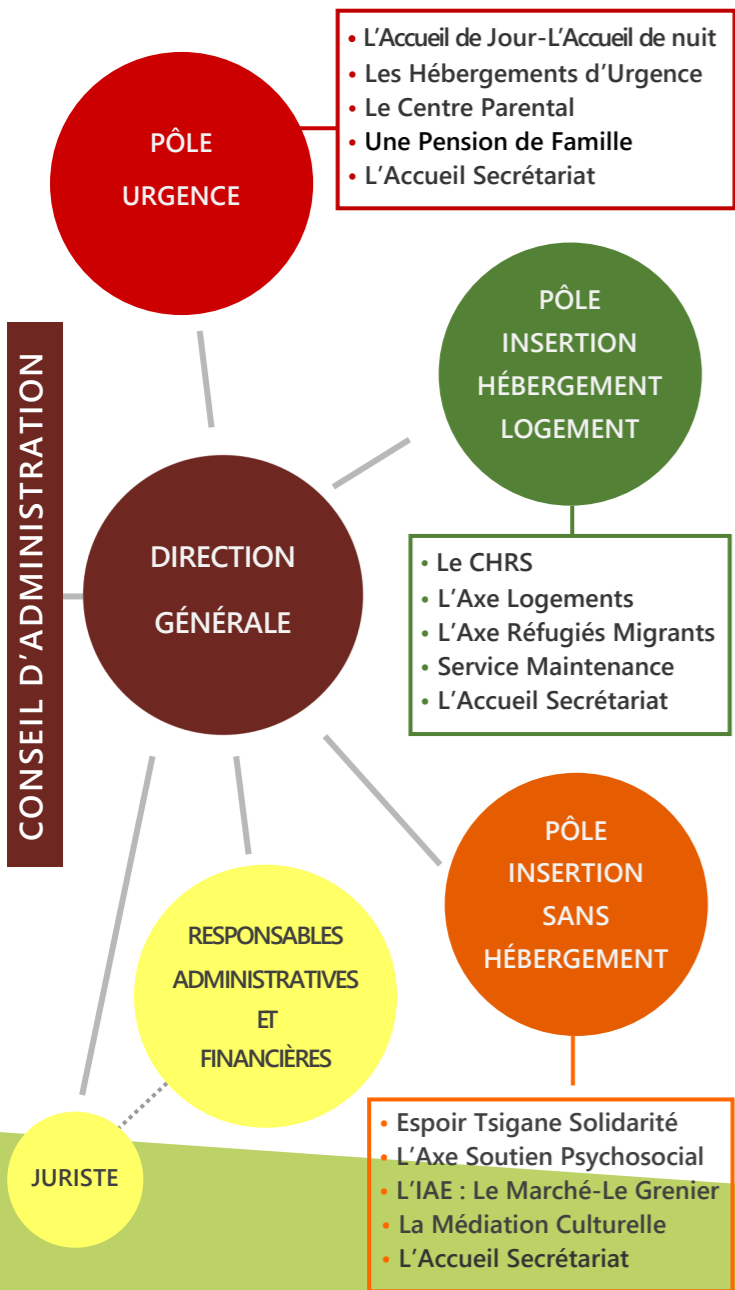 PÔLE
URGENCE
• L'Accueil de Jour-L'Accueil de nuit
• Les Hébergements d'Urgence
• Le Centre Parental
• Une Pension de Famille
• L'Accueil Secrétariat
PÔLE
INSERTION
HÉBERGEMENT
LOGEMENT
• Le CHRS
• L'Axe Logements
• L'Axe Réfugiés Migrants
• Service Maintenance
• L'Accueil Secrétariat
CONSEIL D'ADMINISTRATION
DIRECTION
GÉNÉRALE
PÔLE
INSERTION
SANS
HÉBERGEMENT
• Espoir Tsigane Solidarité
• L'Axe Soutien Psychosocial
• L'IAE : Le Marché-Le Grenier
• La Médiation Culturelle
• L'Accueil Secrétariat
RESPONSABLES
ADMINISTRATIVES
ET
FINANCIÈRES
JURISTE